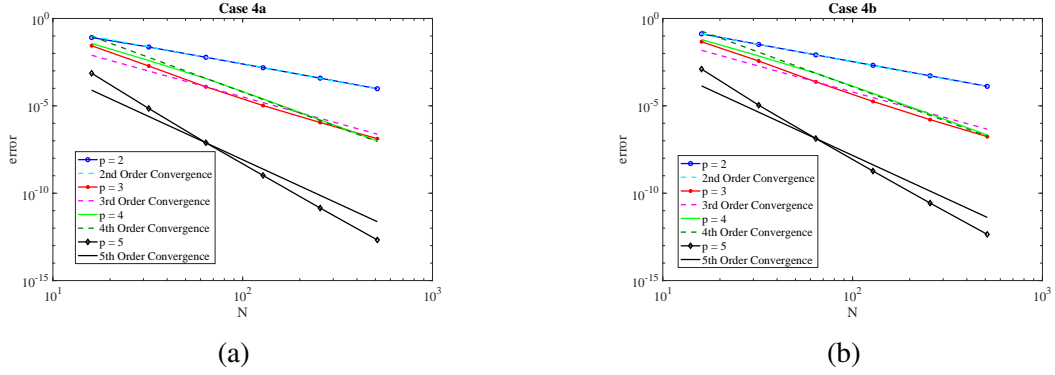 Case 4a
10^0
10^-5
10^-10
10^-15
error
p = 2
2nd Order Convergence
p = 3
3rd Order Convergence
p = 4
4th Order Convergence
p = 5
5th Order Convergence
10^1
10^2
10^3
N
(a)
Case 4b
10^0
10^-5
10^-10
10^-15
error
p = 2
2nd Order Convergence
p = 3
3rd Order Convergence
p = 4
4th Order Convergence
p = 5
5th Order Convergence
10^1
10^2
10^3
N
(b)